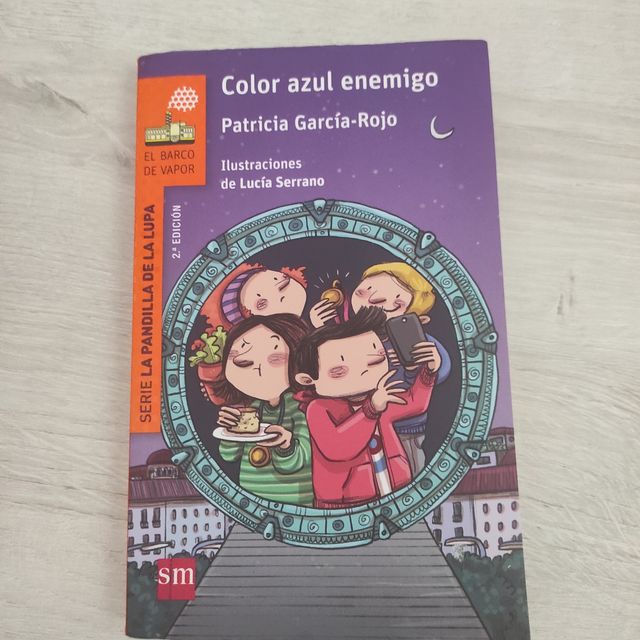 Color azul enemigo
Patricia García-Rojo
Ilustraciones
de Lucía Serrano
EL BARCO
DE VAPOR
2.ª EDICIÓN
SERIE LA PANDILLA DE LA LUPA
sm